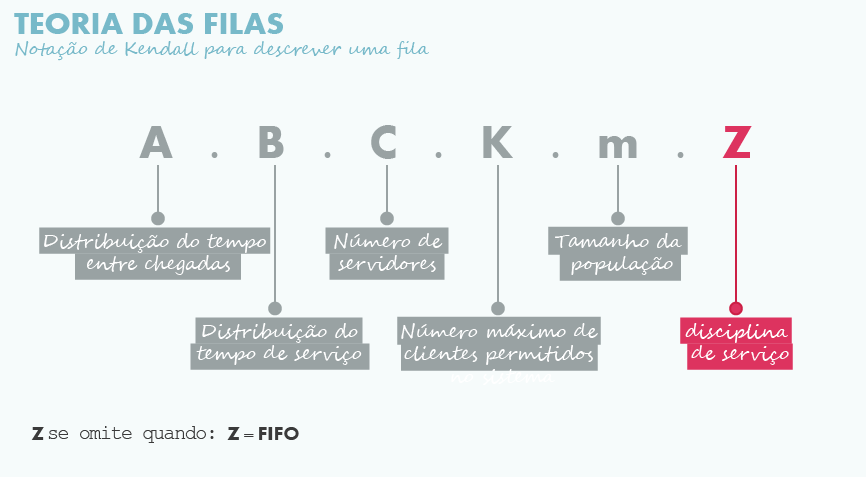 TEORIA DAS FILAS
Notação de Kendall para descrever uma fila
A . B . C . K . m . Z
Distribuição do tempo
entre chegadas
Número de
servidores
Tamanho da
população
Distribuição do
tempo de serviço
Número máximo de
clientes permitidos
no sistema
disciplina
de serviço
Z se omite quando: Z = FIFO